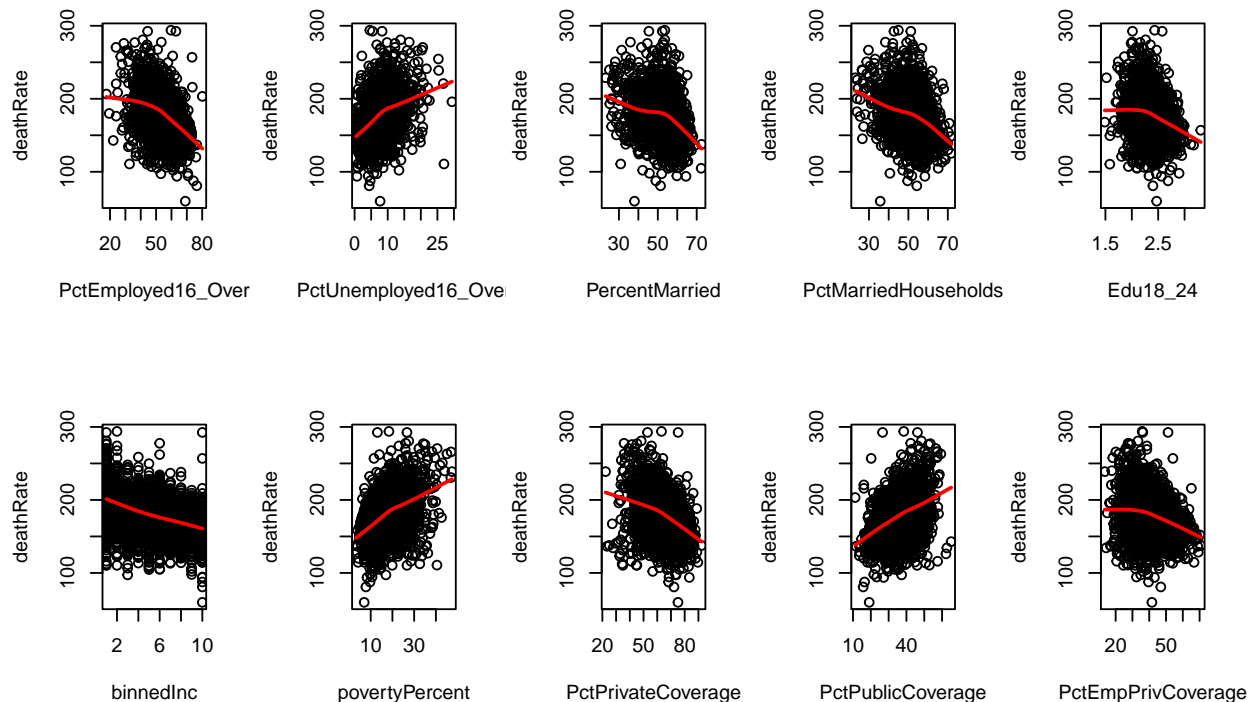 300
200
100
deathRate
20 50 80
PctEmployed16_Over
300
200
100
deathRate
0 10 25
PctUnemployed16_Over
300
200
100
deathRate
30 50 70
PercentMarried
300
200
100
deathRate
30 50 70
PctMarriedHouseholds
300
200
100
deathRate
1.5 2.5
Edu18_24
300
200
100
deathRate
2 6 10
binnedInc
300
200
100
deathRate
10 30
povertyPercent
300
200
100
deathRate
20 50 80
PctPrivateCoverage
300
200
100
deathRate
10 40
PctPublicCoverage
300
200
100
deathRate
20 50
PctEmpPrivCoverage